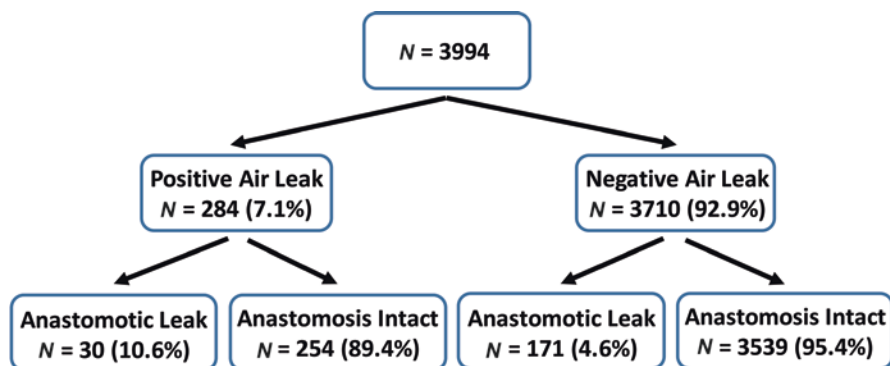 N = 3994
Positive Air Leak
N = 284 (7.1%)
Negative Air Leak
N = 3710 (92.9%)
Anastomotic Leak
N = 30 (10.6%)
Anastomosis Intact
N = 254 (89.4%)
Anastomotic Leak
N = 171 (4.6%)
Anastomosis Intact
N = 3539 (95.4%)